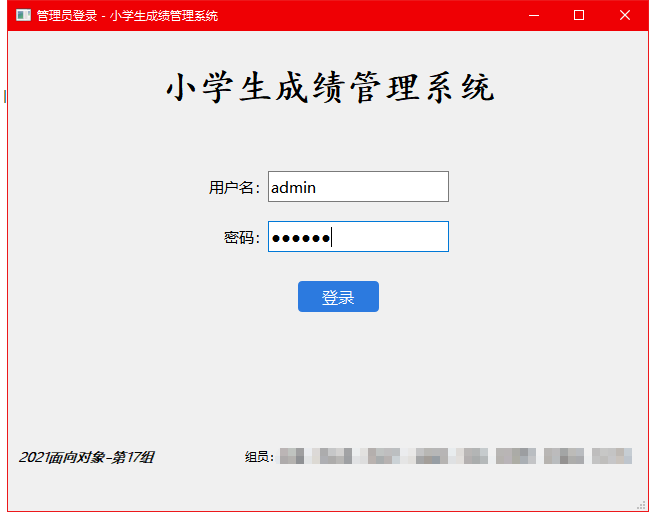 管理员登录 - 小学生成绩管理系统
小学生成绩管理系统
用户名： admin
密码： ●●●●●●
登录
2021面向对象-第17组
组员：